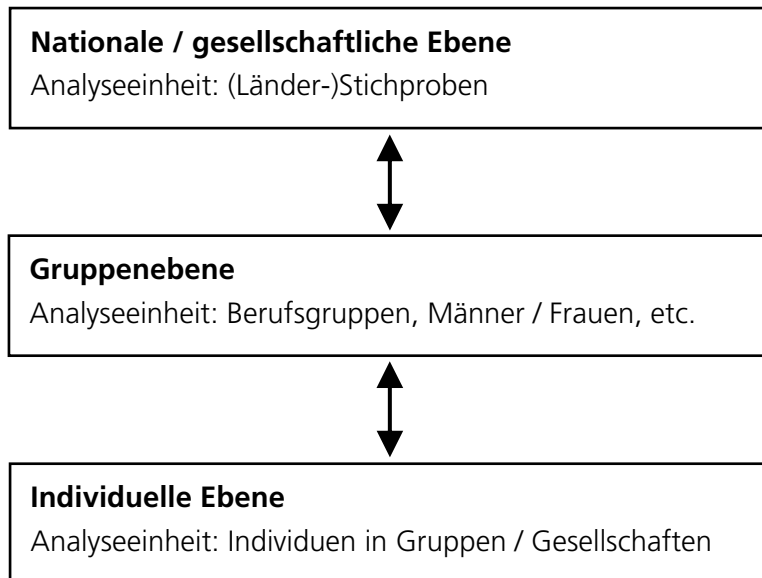 Nationale / gesellschaftliche Ebene
Analyseeinheit: (Länder-)Stichproben
Gruppenebene
Analyseeinheit: Berufsgruppen, Männer / Frauen, etc.
Individuelle Ebene
Analyseeinheit: Individuen in Gruppen / Gesellschaften